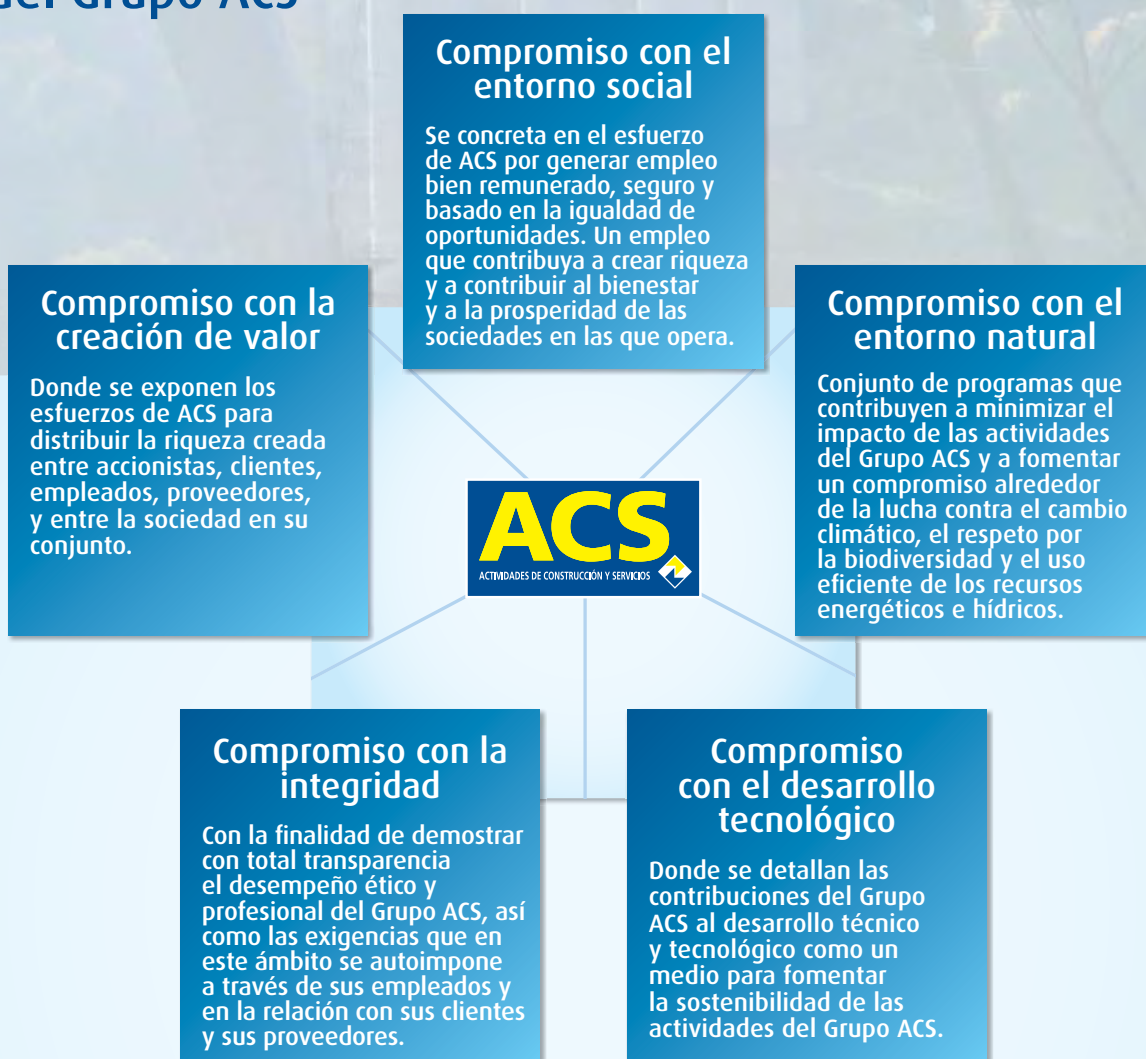 del Grupo ACS
Compromiso con el
entorno social
Se concreta en el esfuerzo
de ACS por generar empleo
bien remunerado, seguro y
basado en la igualdad de
oportunidades. Un empleo
que contribuya a crear riqueza
y a contribuir al bienestar
y a la prosperidad de las
sociedades en las que opera.
Compromiso con la
creación de valor
Donde se exponen los
esfuerzos de ACS para
distribuir la riqueza creada
entre accionistas, clientes,
empleados, proveedores,
y entre la sociedad en su
conjunto.
Compromiso con el
entorno natural
Conjunto de programas que
contribuyen a minimizar el
impacto de las actividades
del Grupo ACS y a fomentar
un compromiso alrededor
de la lucha contra el cambio
climático, el respeto por
la biodiversidad y el uso
eficiente de los recursos
energéticos e hídricos.
ACS
ACTIVIDADES DE CONSTRUCCIÓN Y SERVICIOS
Compromiso con la
integridad
Con la finalidad de demostrar
con total transparencia
el desempeño ético y
profesional del Grupo ACS, así
como las exigencias que en
este ámbito se autoimpone
a través de sus empleados y
en la relación con sus clientes
y sus proveedores.
Compromiso
con el desarrollo
tecnológico
Donde se detallan las
contribuciones del Grupo
ACS al desarrollo técnico
y tecnológico como un
medio para fomentar
la sostenibilidad de las
actividades del Grupo ACS.